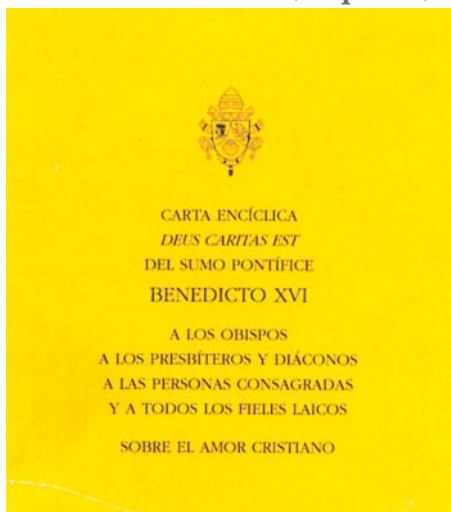 CARTA ENCÍCLICA
DEUS CARITAS EST
DEL SUMO PONTÍFICE
BENEDICTO XVI
A LOS OBISPOS
A LOS PRESBÍTEROS Y DIÁCONOS
A LAS PERSONAS CONSAGRADAS
Y A TODOS LOS FIELES LAICOS
SOBRE EL AMOR CRISTIANO